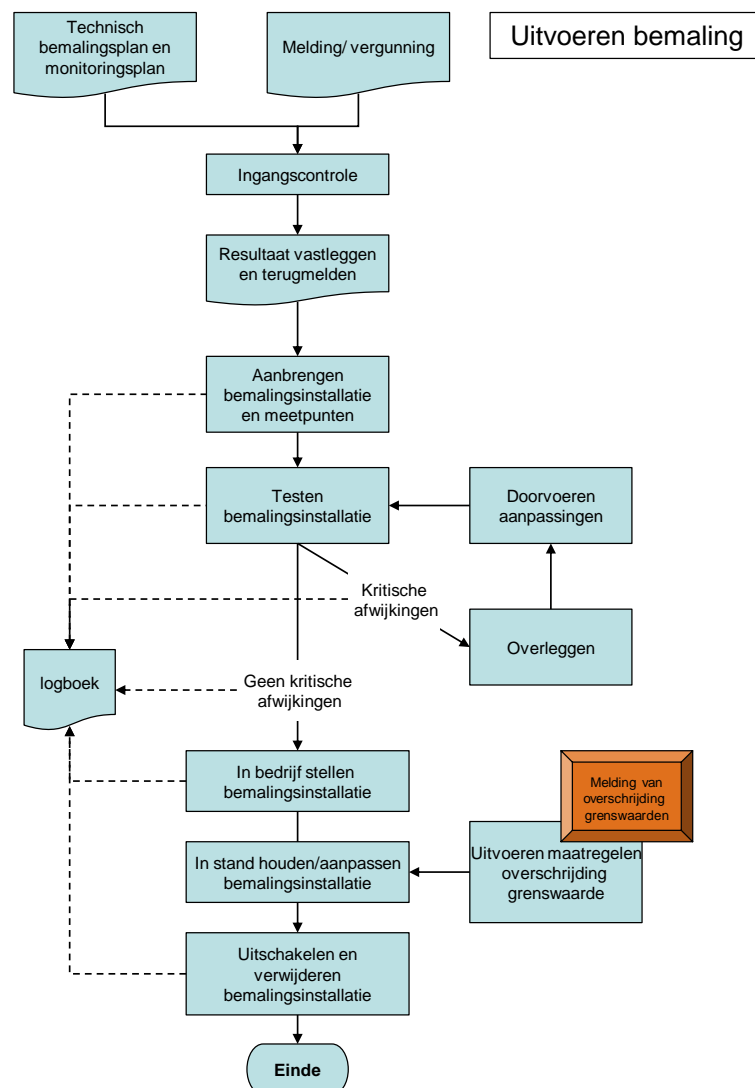 Technisch
bemalingsplan en
monitoringsplan
Melding/ vergunning
Uitvoeren bemaling
Ingangscontrole
Resultaat vastleggen
en terugmelden
Aanbrengen
bemalingsinstallatie
en meetpunten
Testen
bemalingsinstallatie
Doorvoeren
aanpassingen
Kritische
afwijkingen
Overleggen
logboek
Geen kritische
afwijkingen
In bedrijf stellen
bemalingsinstallatie
Melding van
overschrijding
grenswaarden
In stand houden/aanpassen
bemalingsinstallatie
Uitvoeren maatregelen
overschrijding
grenswaarde
Uitschakelen en
verwijderen
bemalingsinstallatie
Einde